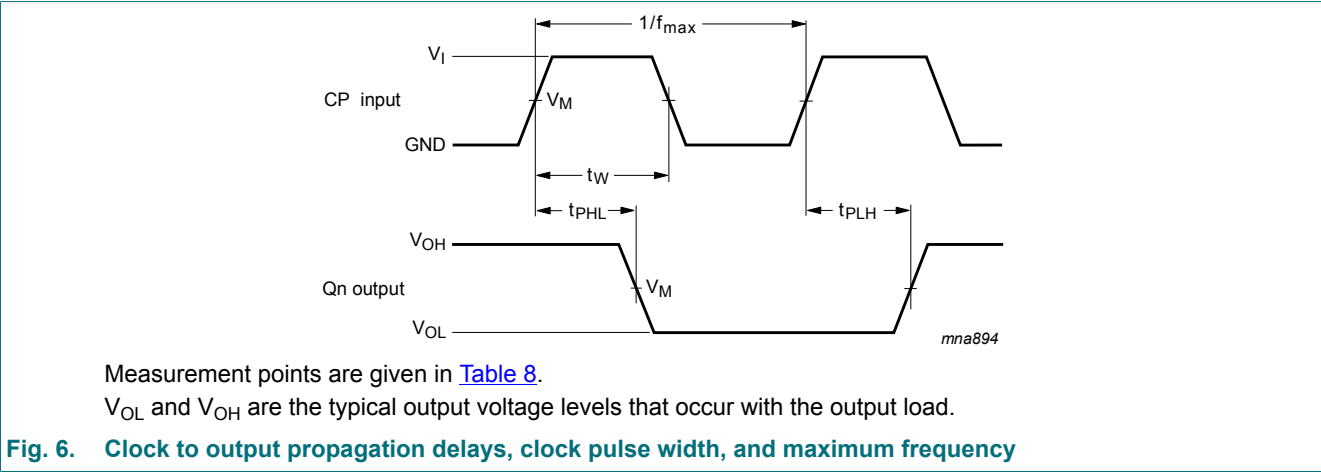 1/fmax
VI
CP input
VM
GND
tW
tPHL
tPLH
VOH
Qn output
VM
VOL
mna894
Measurement points are given in Table 8.
VOL and VOH are the typical output voltage levels that occur with the output load.
Fig. 6. Clock to output propagation delays, clock pulse width, and maximum frequency